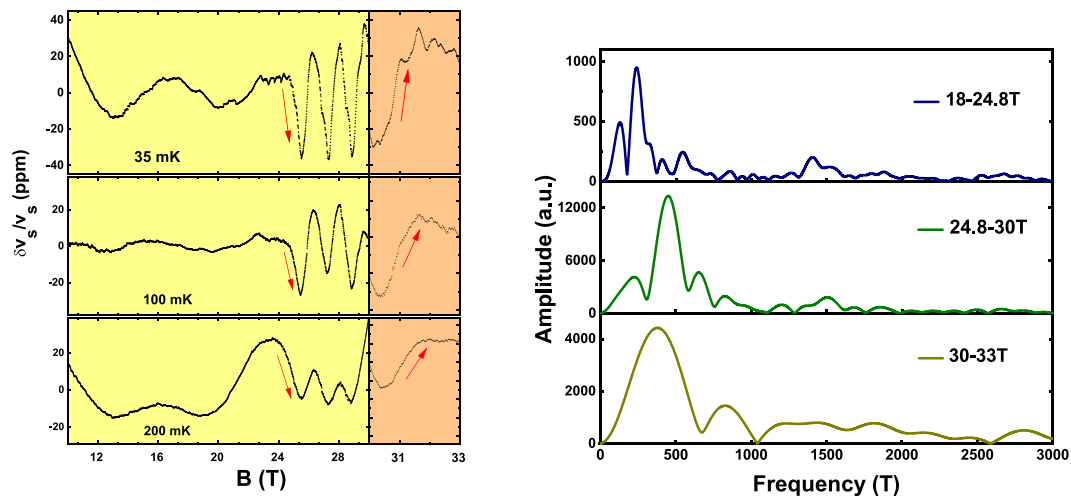 δv_s/v_s (ppm)
40
20
0
-20
-40
35 mK
20
0
-20
100 mK
20
0
-20
200 mK
12 16 20 24 28 31 33
B (T)
Amplitude (a.u.)
1000
500
0
18-24.8T
12000
6000
0
24.8-30T
4000
2000
0
30-33T
0 500 1000 1500 2000 2500 3000
Frequency (T)